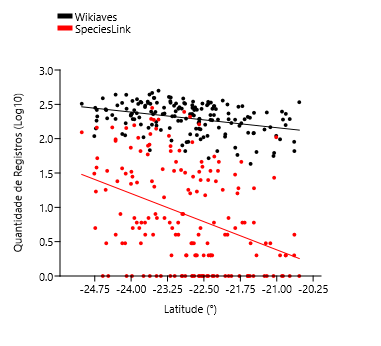 Wikiaves
SpeciesLink
3.0
2.5
2.0
1.5
1.0
0.5
0.0
Quantidade de Registros (Log10)
-24.75 -24.00 -23.25 -22.50 -21.75 -21.00 -20.25
Latitude (°)